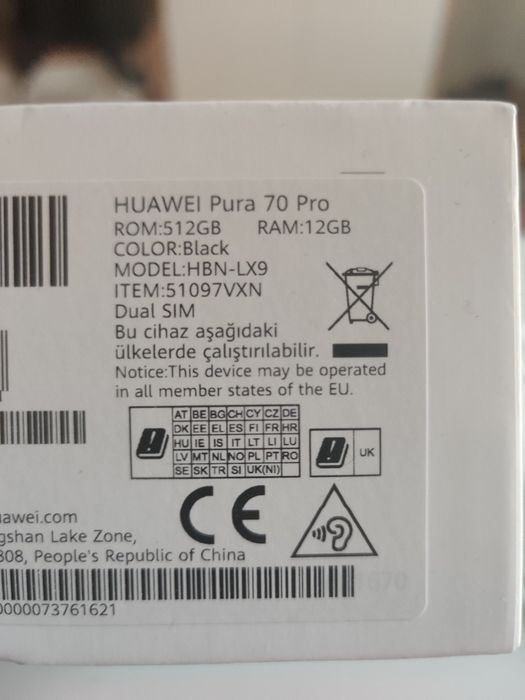 HUAWEI Pura 70 Pro
ROM:512GB RAM:12GB
COLOR:Black
MODEL:HBN-LX9
ITEM:51097VXN
Dual SIM
Bu cihaz aşağıdaki
ülkelerde çalıştırılabilir.
Notice:This device may be operated
in all member states of the EU.
AT BE BG CH CY CZ DE
DK EE EL ES FI FR HR
HU IE IS IT LT LI LU
LV MT NL NO PL PT RO
SE SK TR SI UK(NI)
UK
CE
awei.com
gshan Lake Zone,
808, People's Republic of China
0000073761621